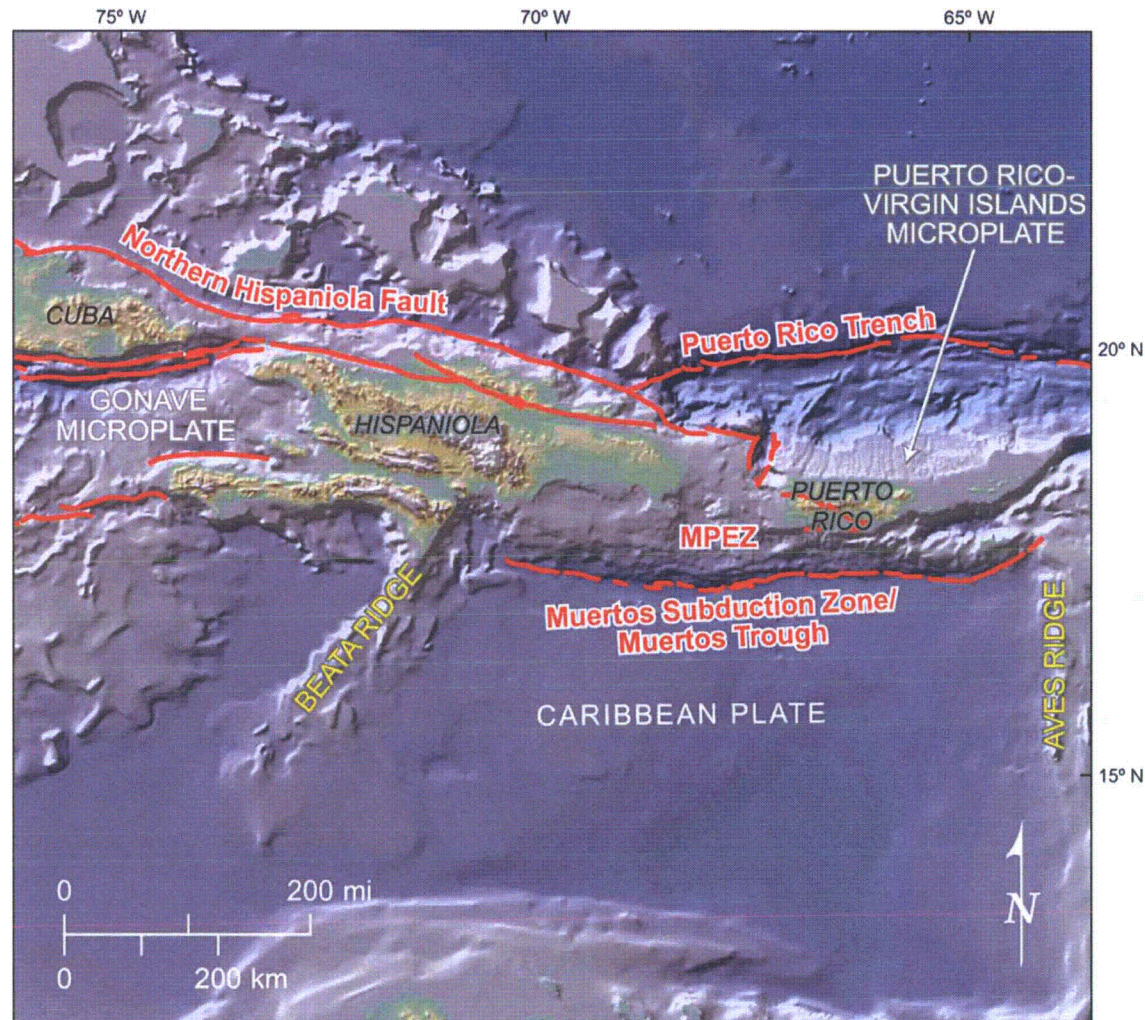 75° W
70° W
65° W
PUERTO RICO-
VIRGIN ISLANDS
MICROPLATE
Northern Hispaniola Fault
CUBA
Puerto Rico Trench
20° N
GONAVE
MICROPLATE
HISPANIOLA
PUERTO
RICO
MPEZ
Muertos Subduction Zone/
Muertos Trough
BEATA RIDGE
AVES RIDGE
CARIBBEAN PLATE
15° N
0
200 mi
0
200 km
N